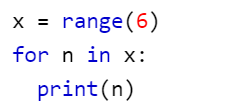 x = range(6)
for n in x:
  print(n)